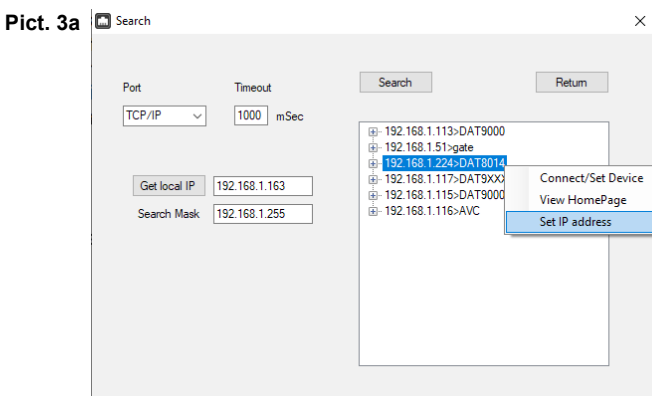 Pict. 3a
Search
Port
Timeout
Search
Return
TCP/IP
1000 mSec
192.168.1.113>DAT9000
192.168.1.51>gate
192.168.1.224>DAT8014
192.168.1.117>DAT9XXX
192.168.1.115>DAT9000
192.168.1.116>AVC
Connect/Set Device
View HomePage
Set IP address
Get local IP
192.168.1.163
Search Mask
192.168.1.255